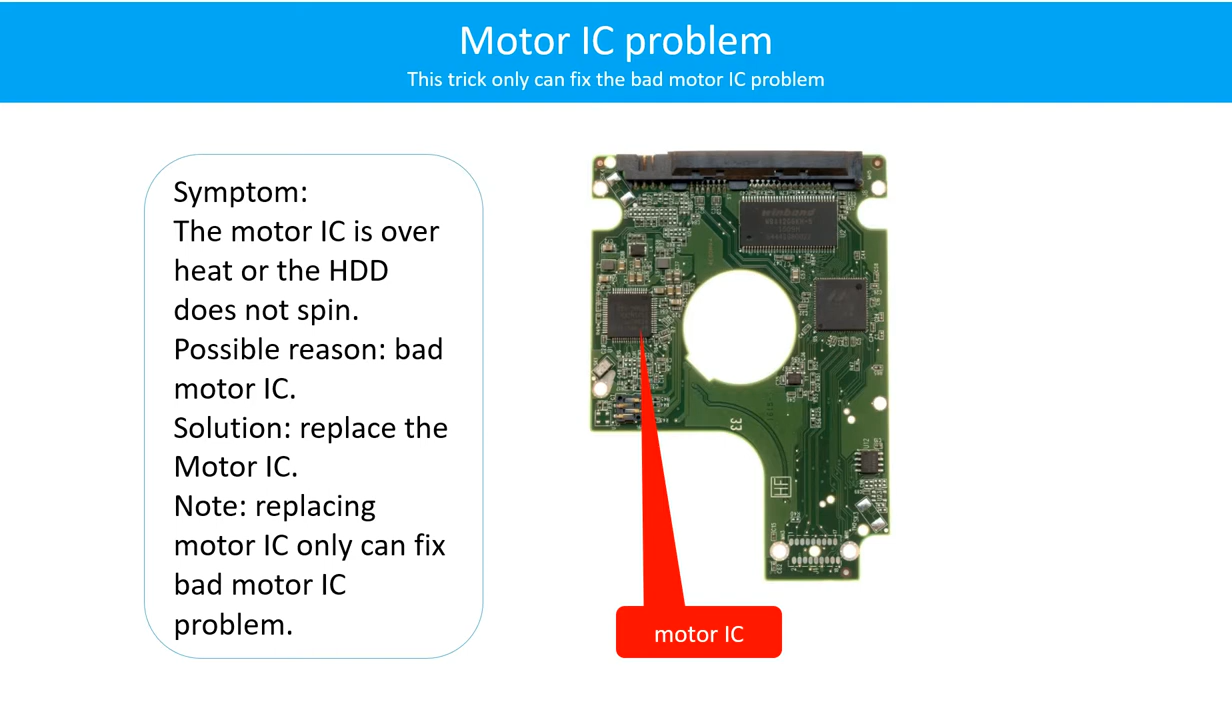 Motor IC problem
This trick only can fix the bad motor IC problem
Symptom:
The motor IC is over
heat or the HDD
does not spin.
Possible reason: bad
motor IC.
Solution: replace the
Motor IC.
Note: replacing
motor IC only can fix
bad motor IC
problem.
winbond
33
HF
U12
motor IC